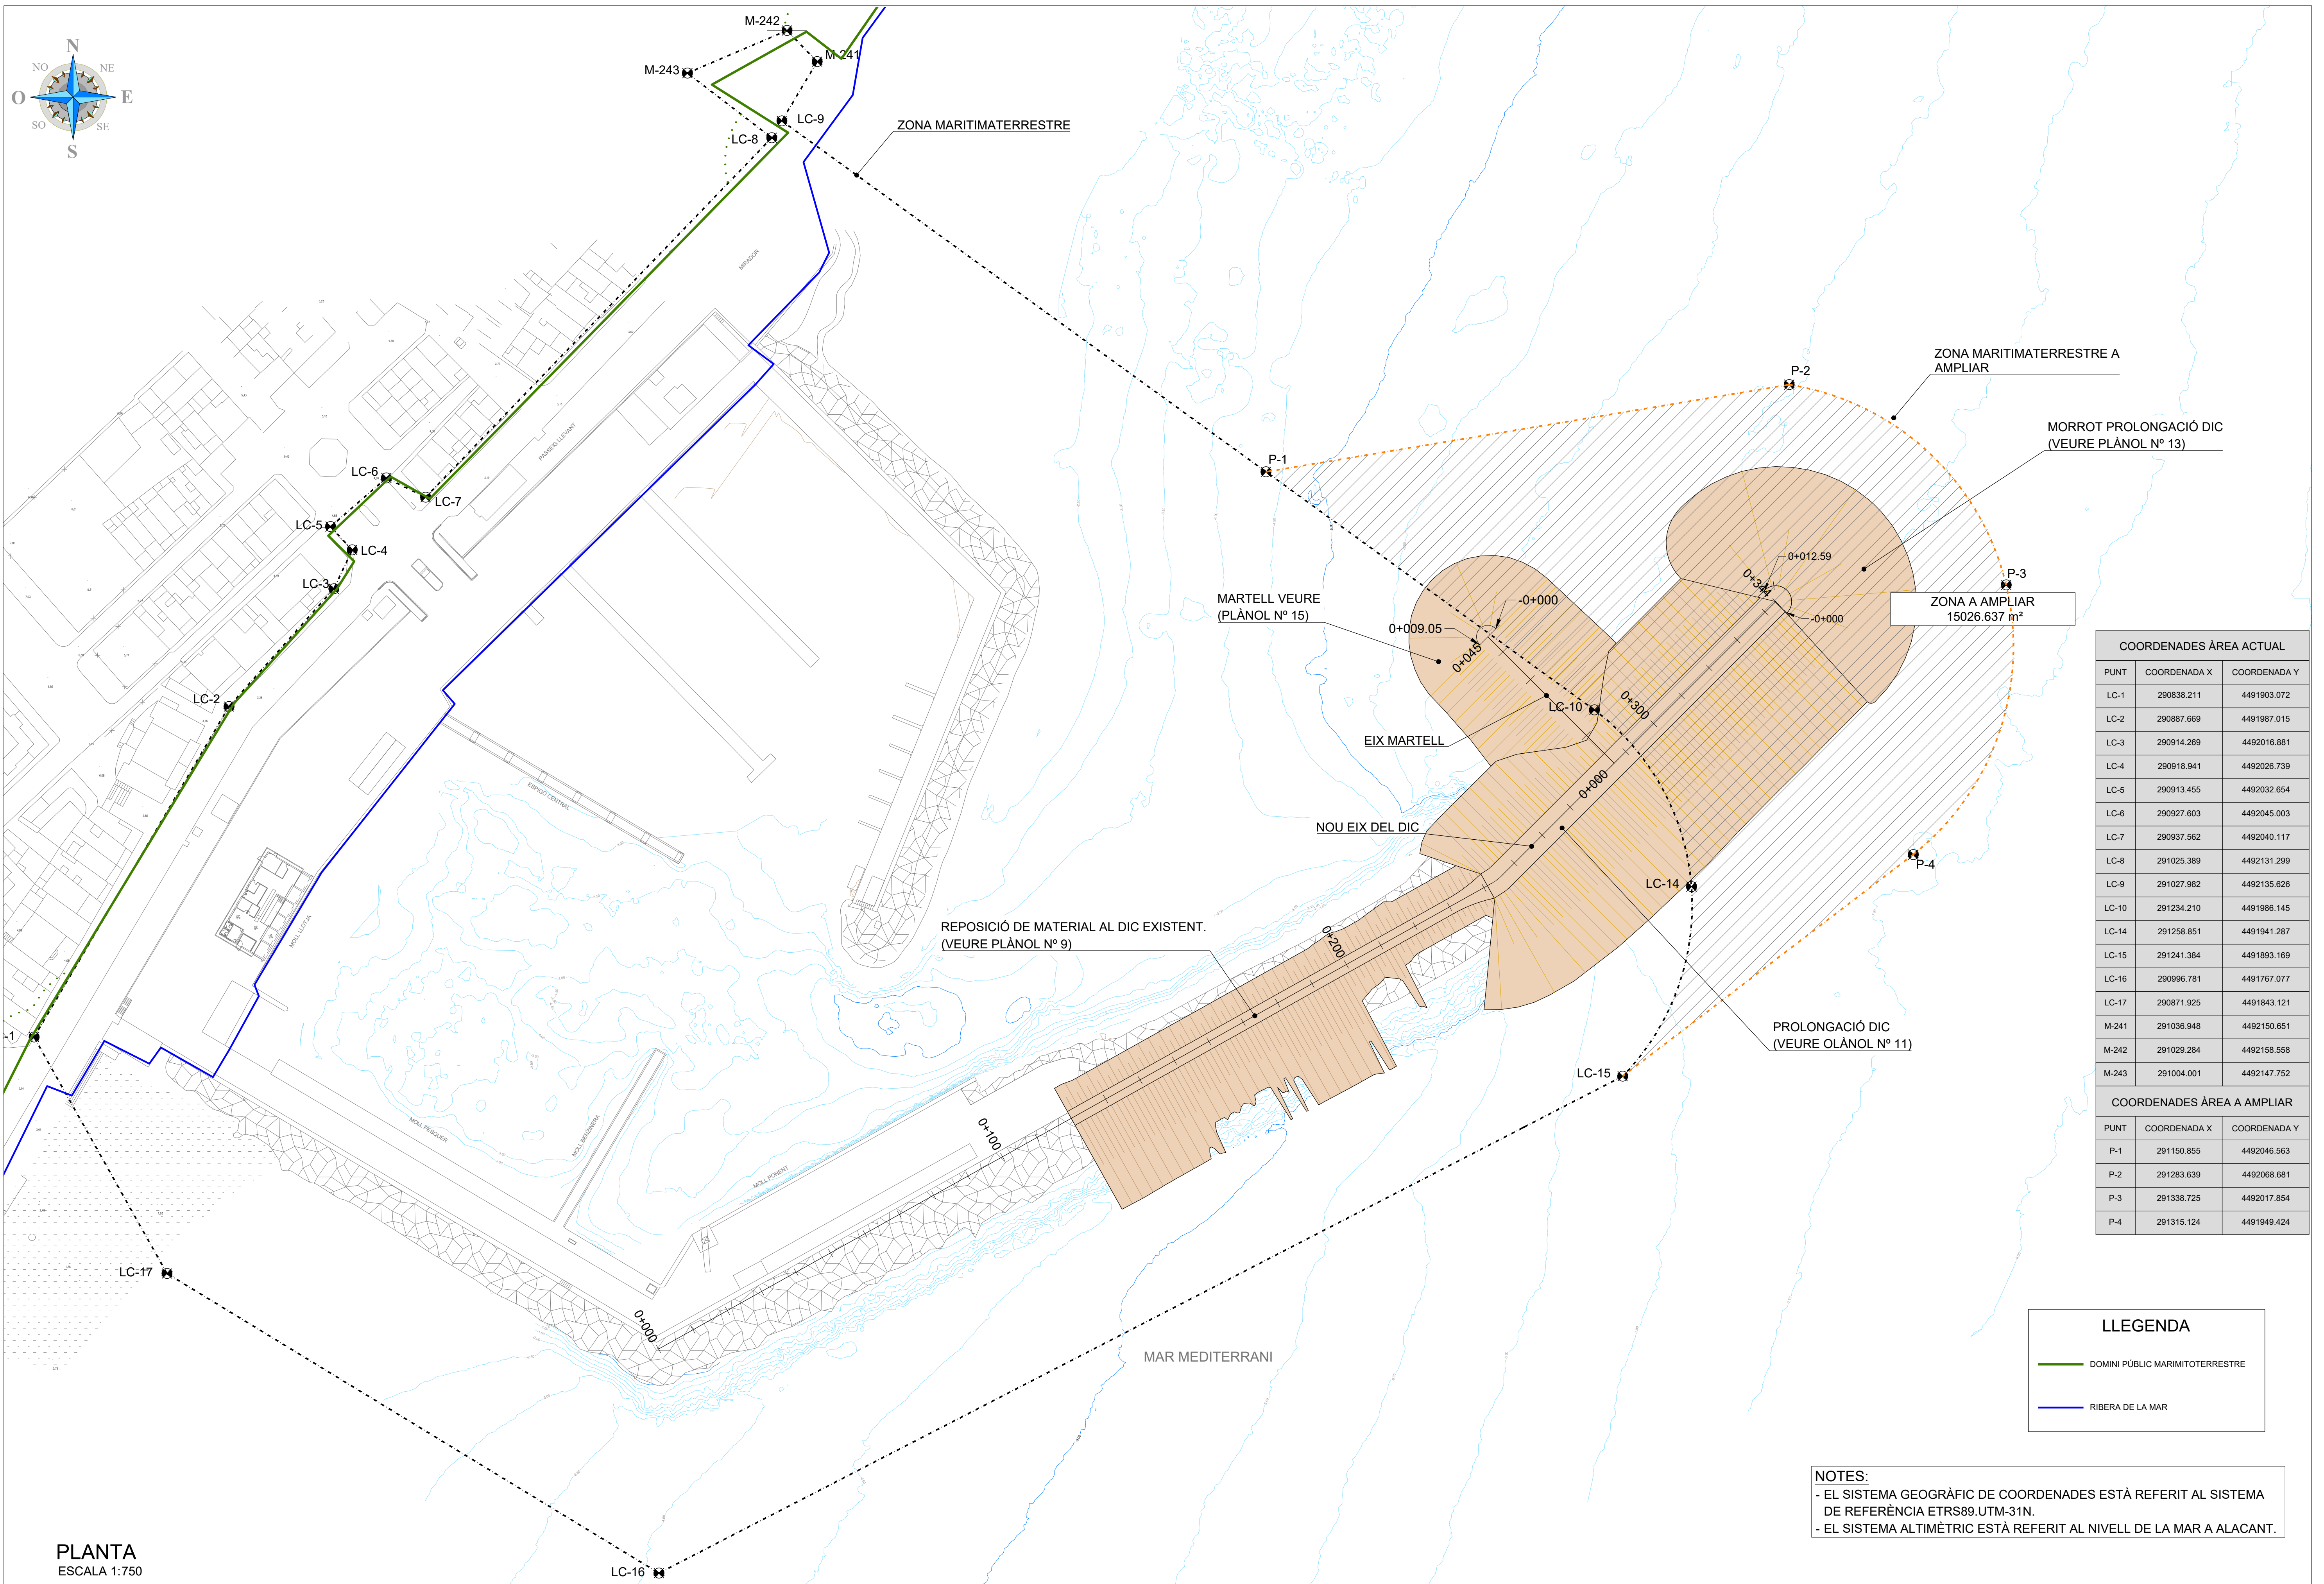 N
NO
NE
O
E
SO
SE
S
M-242
M-241
M-243
LC-9
LC-8
ZONA MARITIMATERRESTRE
MIRADOR
PASSEIG LLEVANT
LC-6
LC-7
LC-5
LC-4
LC-3
LC-2
-1
LC-17
LC-16
P-1
P-2
ZONA MARITIMATERRESTRE A
AMPLIAR
MORROT PROLONGACIÓ DIC
(VEURE PLÀNOL Nº 13)
P-3
ZONA A AMPLIAR
15026.637 m²
0+012.59
0+344
-0+000
MARTELL VEURE
(PLÀNOL Nº 15)
-0+000
0+009.05
0+045
LC-10
0+300
EIX MARTELL
0+000
NOU EIX DEL DIC
P-4
LC-14
REPOSICIÓ DE MATERIAL AL DIC EXISTENT.
(VEURE PLÀNOL Nº 9)
0+200
PROLONGACIÓ DIC
(VEURE OLÀNOL Nº 11)
LC-15
0+100
0+000
ESPIGÓ CENTRAL
MOLL LLOTJA
MOLL PESQUER
MOLL BENZINERA
MOLL PONENT
MAR MEDITERRANI
COORDENADES ÀREA ACTUAL
PUNT COORDENADA X COORDENADA Y
LC-1 290838.211 4491903.072
LC-2 290887.669 4491987.015
LC-3 290914.269 4492016.881
LC-4 290918.941 4492026.739
LC-5 290913.455 4492032.654
LC-6 290927.603 4492045.003
LC-7 290937.562 4492040.117
LC-8 291025.389 4492131.299
LC-9 291027.982 4492135.626
LC-10 291234.210 4491986.145
LC-14 291258.851 4491941.287
LC-15 291241.384 4491893.169
LC-16 290996.781 4491767.077
LC-17 290871.925 4491843.121
M-241 291036.948 4492150.651
M-242 291029.284 4492158.558
M-243 291004.001 4492147.752
COORDENADES ÀREA A AMPLIAR
PUNT COORDENADA X COORDENADA Y
P-1 291150.855 4492046.563
P-2 291283.639 4492068.681
P-3 291338.725 4492017.854
P-4 291315.124 4491949.424
LLEGENDA
DOMINI PÚBLIC MARIMITOTERRESTRE
RIBERA DE LA MAR
NOTES:
- EL SISTEMA GEOGRÀFIC DE COORDENADES ESTÀ REFERIT AL SISTEMA
DE REFERÈNCIA ETRS89.UTM-31N.
- EL SISTEMA ALTIMÈTRIC ESTÀ REFERIT AL NIVELL DE LA MAR A ALACANT.
PLANTA
ESCALA 1:750